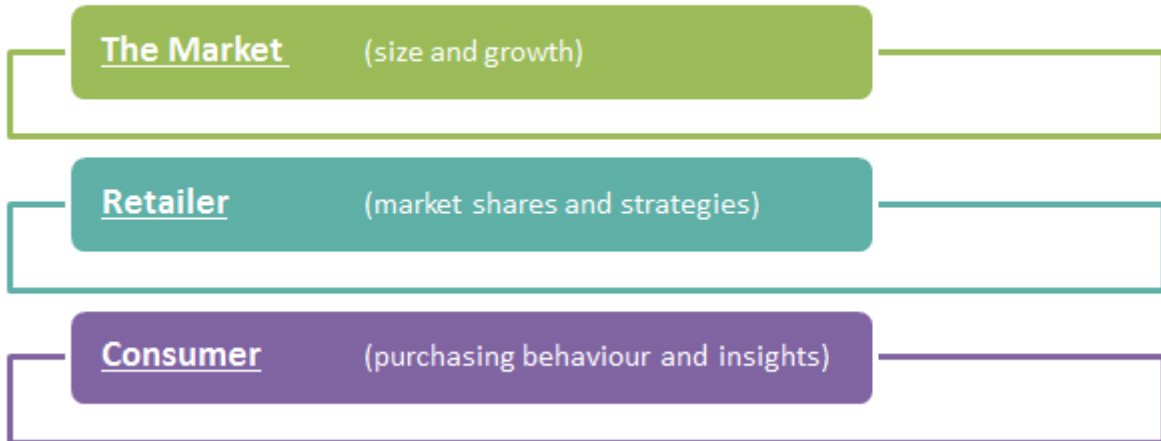 The Market (size and growth)
Retailer (market shares and strategies)
Consumer (purchasing behaviour and insights)